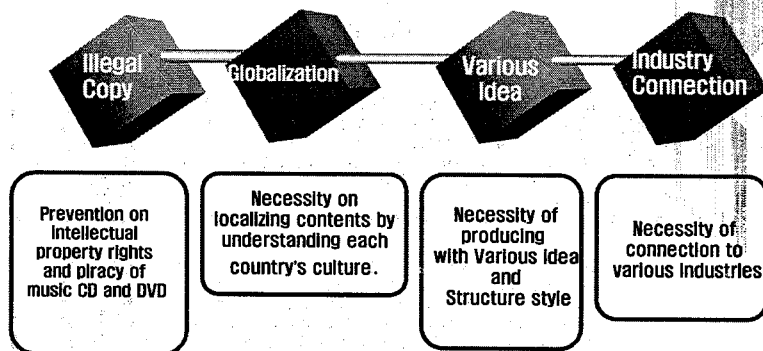 Illegal
Copy
Globalization
Various
Idea
Industry
Connection
Prevention on
intellectual
property rights
and piracy of
music CD and DVD
Necessity on
localizing contents by
understanding each
country's culture.
Necessity of
producing
with Various idea
and
Structure style
Necessity of
connection to
various industries